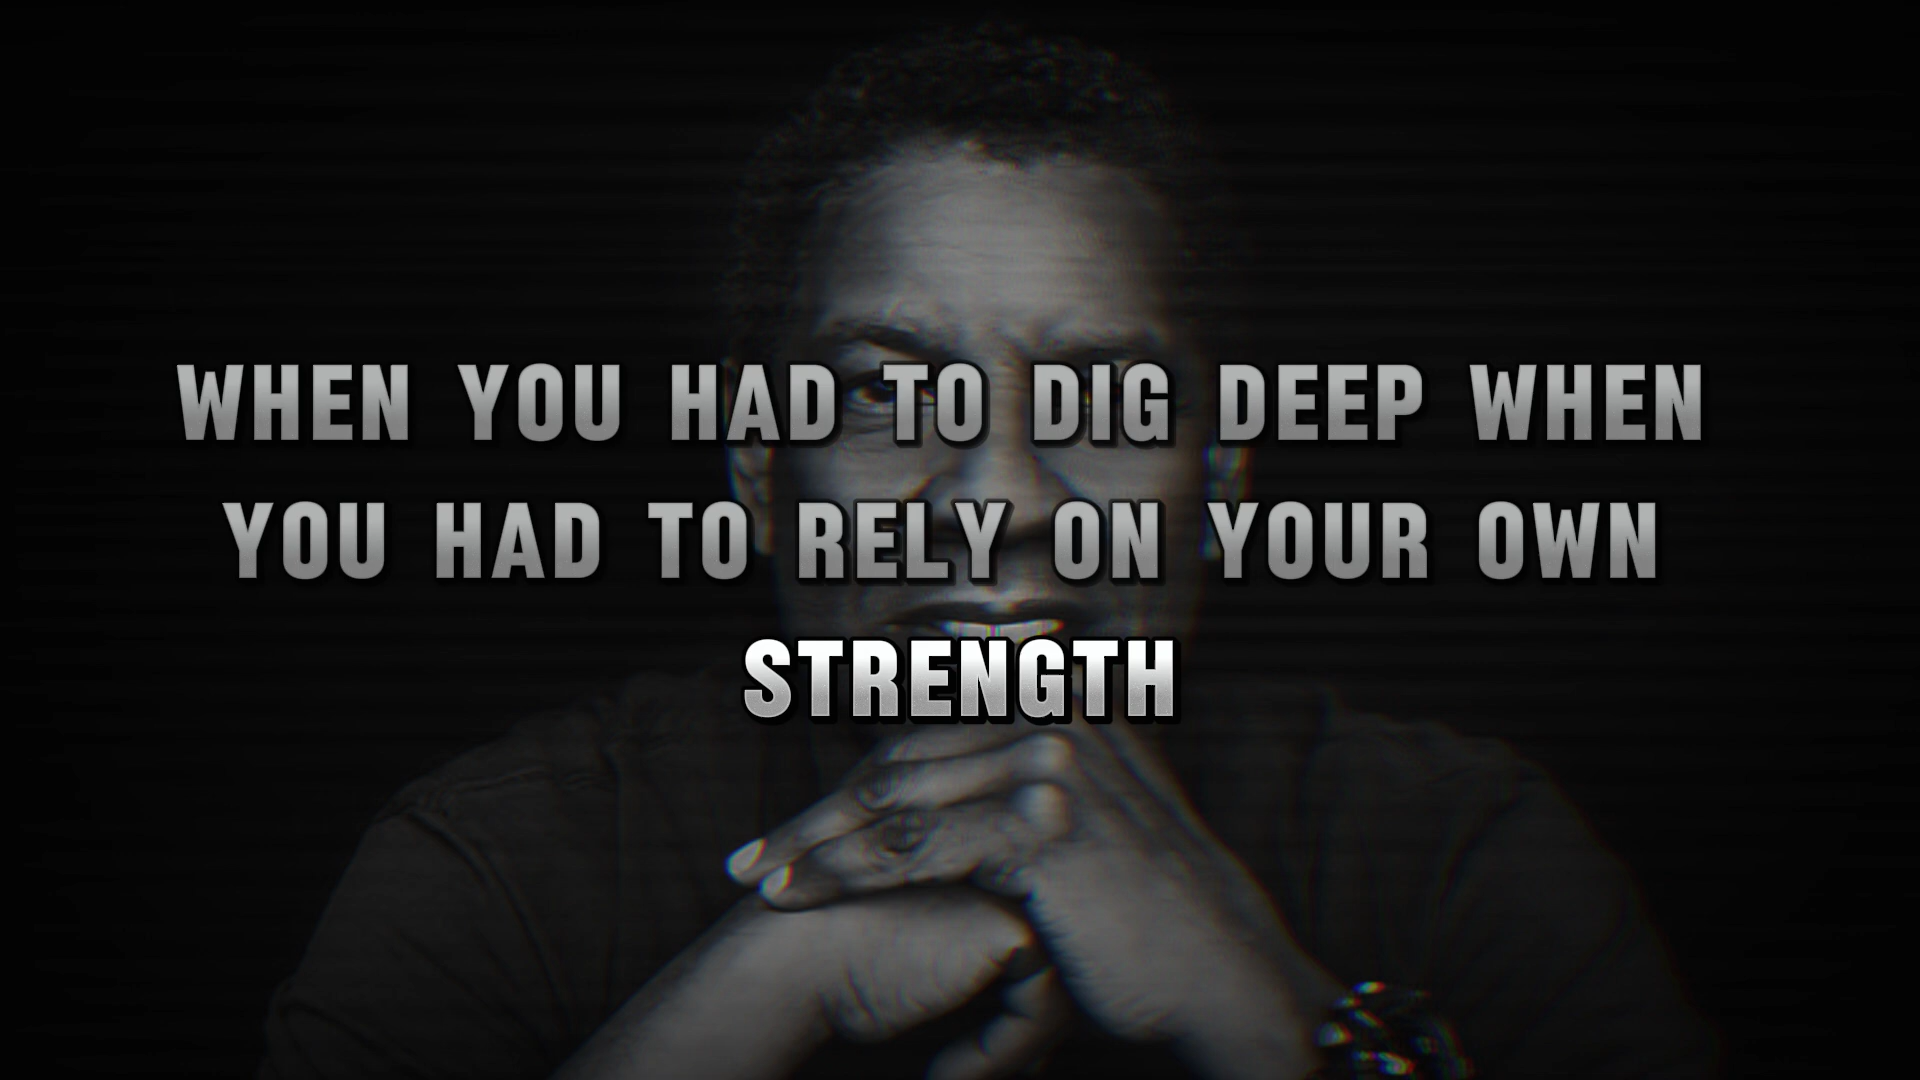 WHEN YOU HAD TO DIG DEEP WHEN
YOU HAD TO RELY ON YOUR OWN
STRENGTH